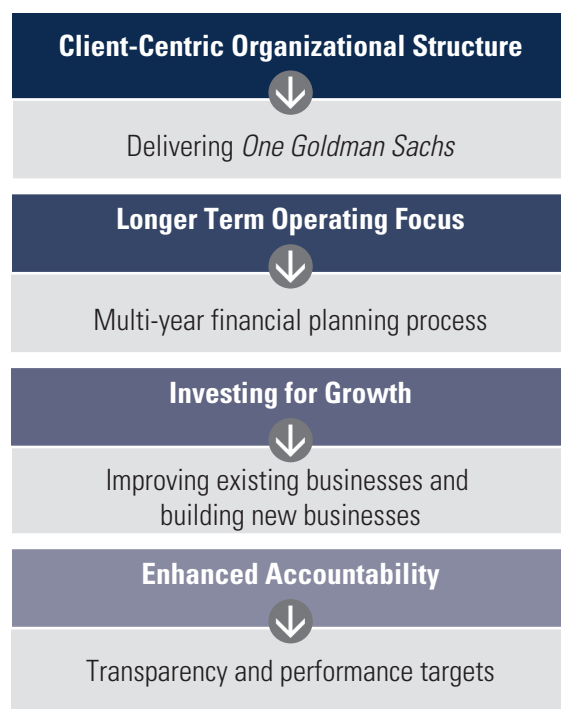 Client-Centric Organizational Structure
Delivering One Goldman Sachs
Longer Term Operating Focus
Multi-year financial planning process
Investing for Growth
Improving existing businesses and
building new businesses
Enhanced Accountability
Transparency and performance targets